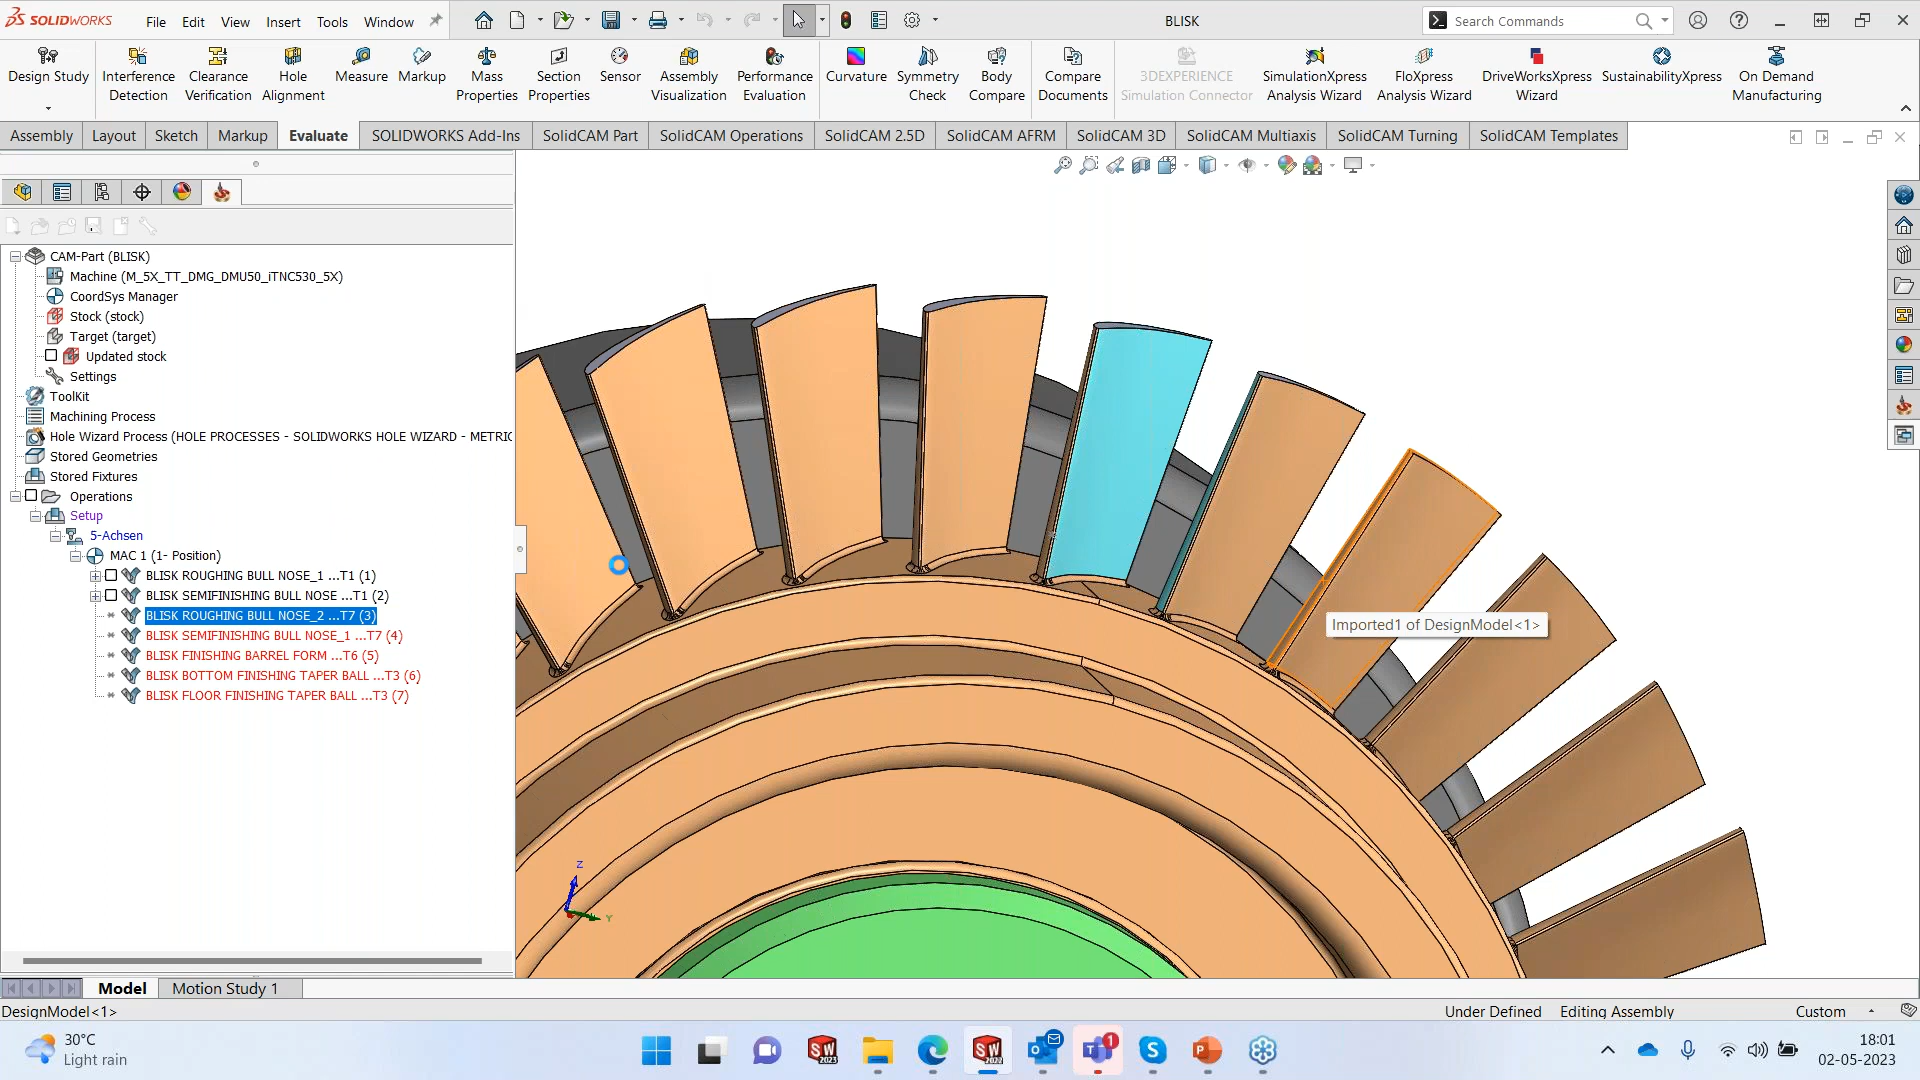 SOLIDWORKS File Edit View Insert Tools Window BLISK Search Commands
Design Study Interference Detection Clearance Verification Hole Alignment Measure Markup Mass Properties Section Properties Sensor Assembly Visualization Performance Evaluation Curvature Symmetry Check Body Compare Compare Documents 3DEXPERIENCE Simulation Connector SimulationXpress Analysis Wizard FloXpress Analysis Wizard DriveWorksXpress Wizard SustainabilityXpress On Demand Manufacturing
Assembly Layout Sketch Markup Evaluate SOLIDWORKS Add-Ins SolidCAM Part SolidCAM Operations SolidCAM 2.5D SolidCAM AFRM SolidCAM 3D SolidCAM Multiaxis SolidCAM Turning SolidCAM Templates
CAM-Part (BLISK)
Machine (M_5X_TT_DMG_DMU50_iTNC530_5X)
CoordSys Manager
Stock (stock)
Target (target)
Updated stock
Settings
ToolKit
Machining Process
Hole Wizard Process (HOLE PROCESSES - SOLIDWORKS HOLE WIZARD - METRIC
Stored Geometries
Stored Fixtures
Operations
Setup
5-Achsen
MAC 1 (1- Position)
BLISK ROUGHING BULL NOSE_1 ...T1 (1)
BLISK SEMIFINISHING BULL NOSE ...T1 (2)
BLISK ROUGHING BULL NOSE_2 ...T7 (3)
BLISK SEMIFINISHING BULL NOSE_1 ...T7 (4)
BLISK FINISHING BARREL FORM ...T6 (5)
BLISK BOTTOM FINISHING TAPER BALL ...T3 (6)
BLISK FLOOR FINISHING TAPER BALL ...T3 (7)
Imported1 of DesignModel<1>
Z
Y
Model Motion Study 1
DesignModel<1> Under Defined Editing Assembly Custom
30°C
Light rain
SW
2023
SW
1
18:01
02-05-2023